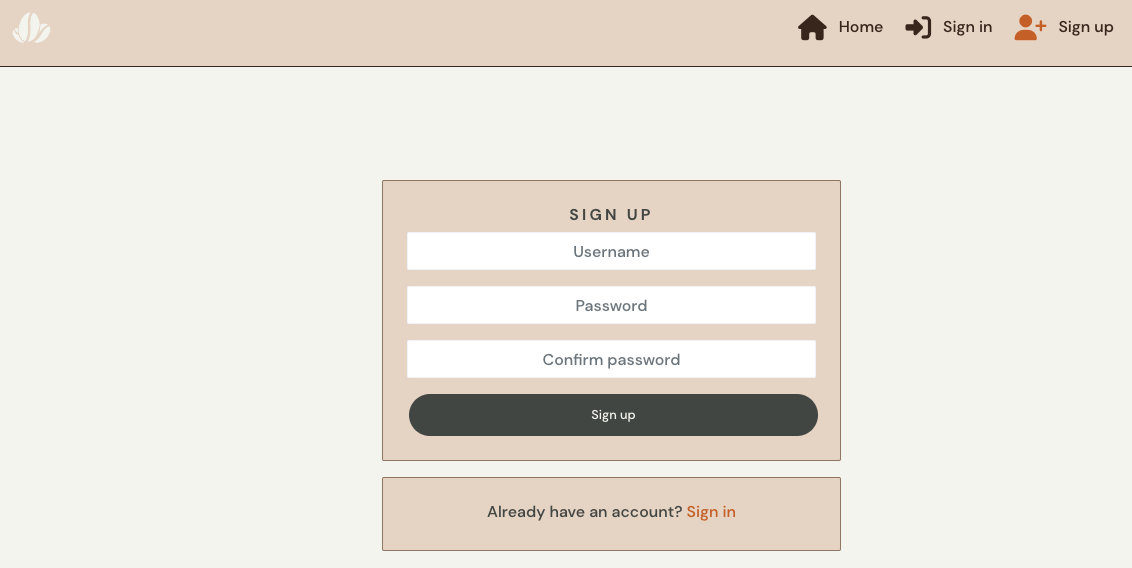 Home Sign in Sign up
SIGN UP
Username
Password
Confirm password
Sign up
Already have an account? Sign in